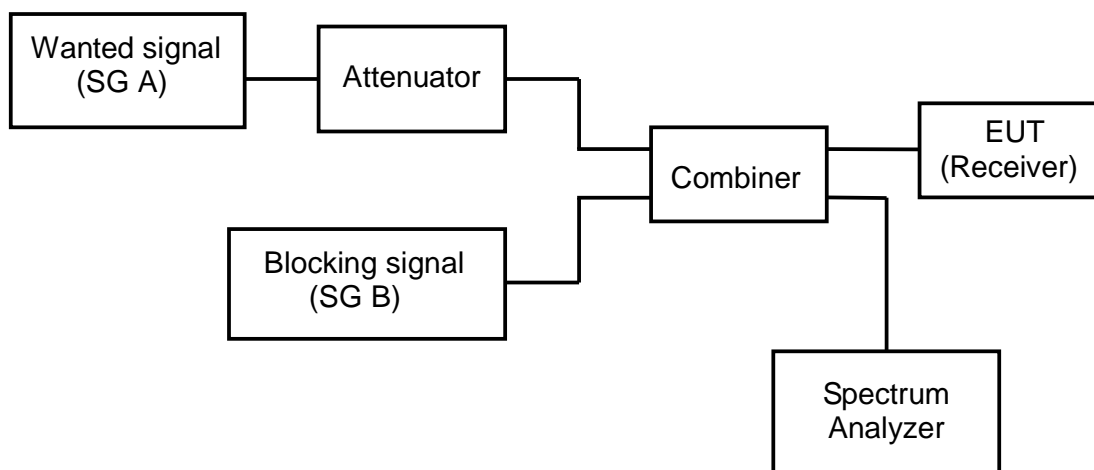 Wanted signal
(SG A)
Attenuator
Combiner
EUT
(Receiver)
Blocking signal
(SG B)
Spectrum
Analyzer